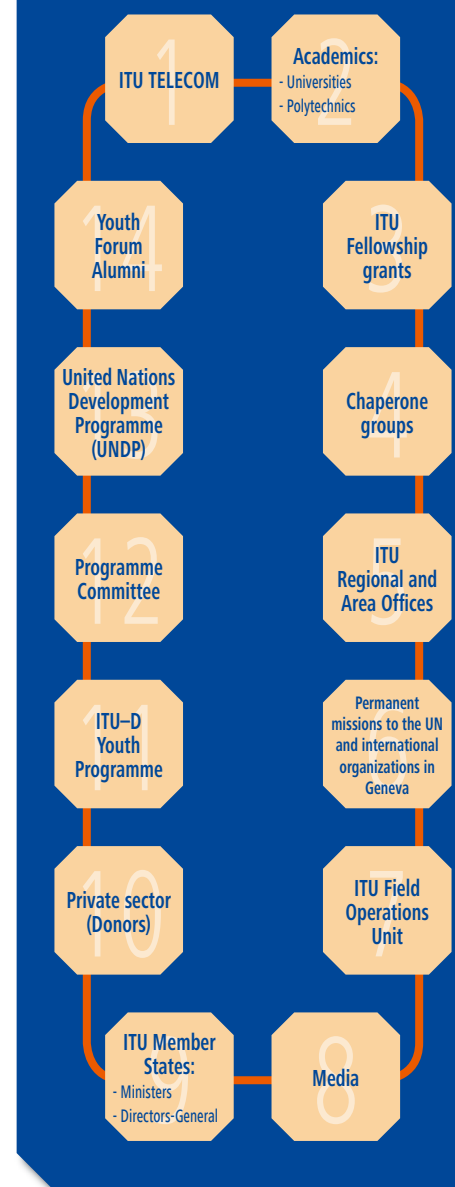 1
ITU TELECOM
2
Academics:
- Universities
- Polytechnics
3
ITU
Fellowship
grants
4
Chaperone
groups
5
ITU
Regional and
Area Offices
6
Permanent
missions to the UN
and international
organizations in
Geneva
7
ITU Field
Operations
Unit
8
Media
9
ITU Member
States:
- Ministers
- Directors-General
10
Private sector
(Donors)
11
ITU–D
Youth
Programme
12
Programme
Committee
13
United Nations
Development
Programme
(UNDP)
14
Youth
Forum
Alumni